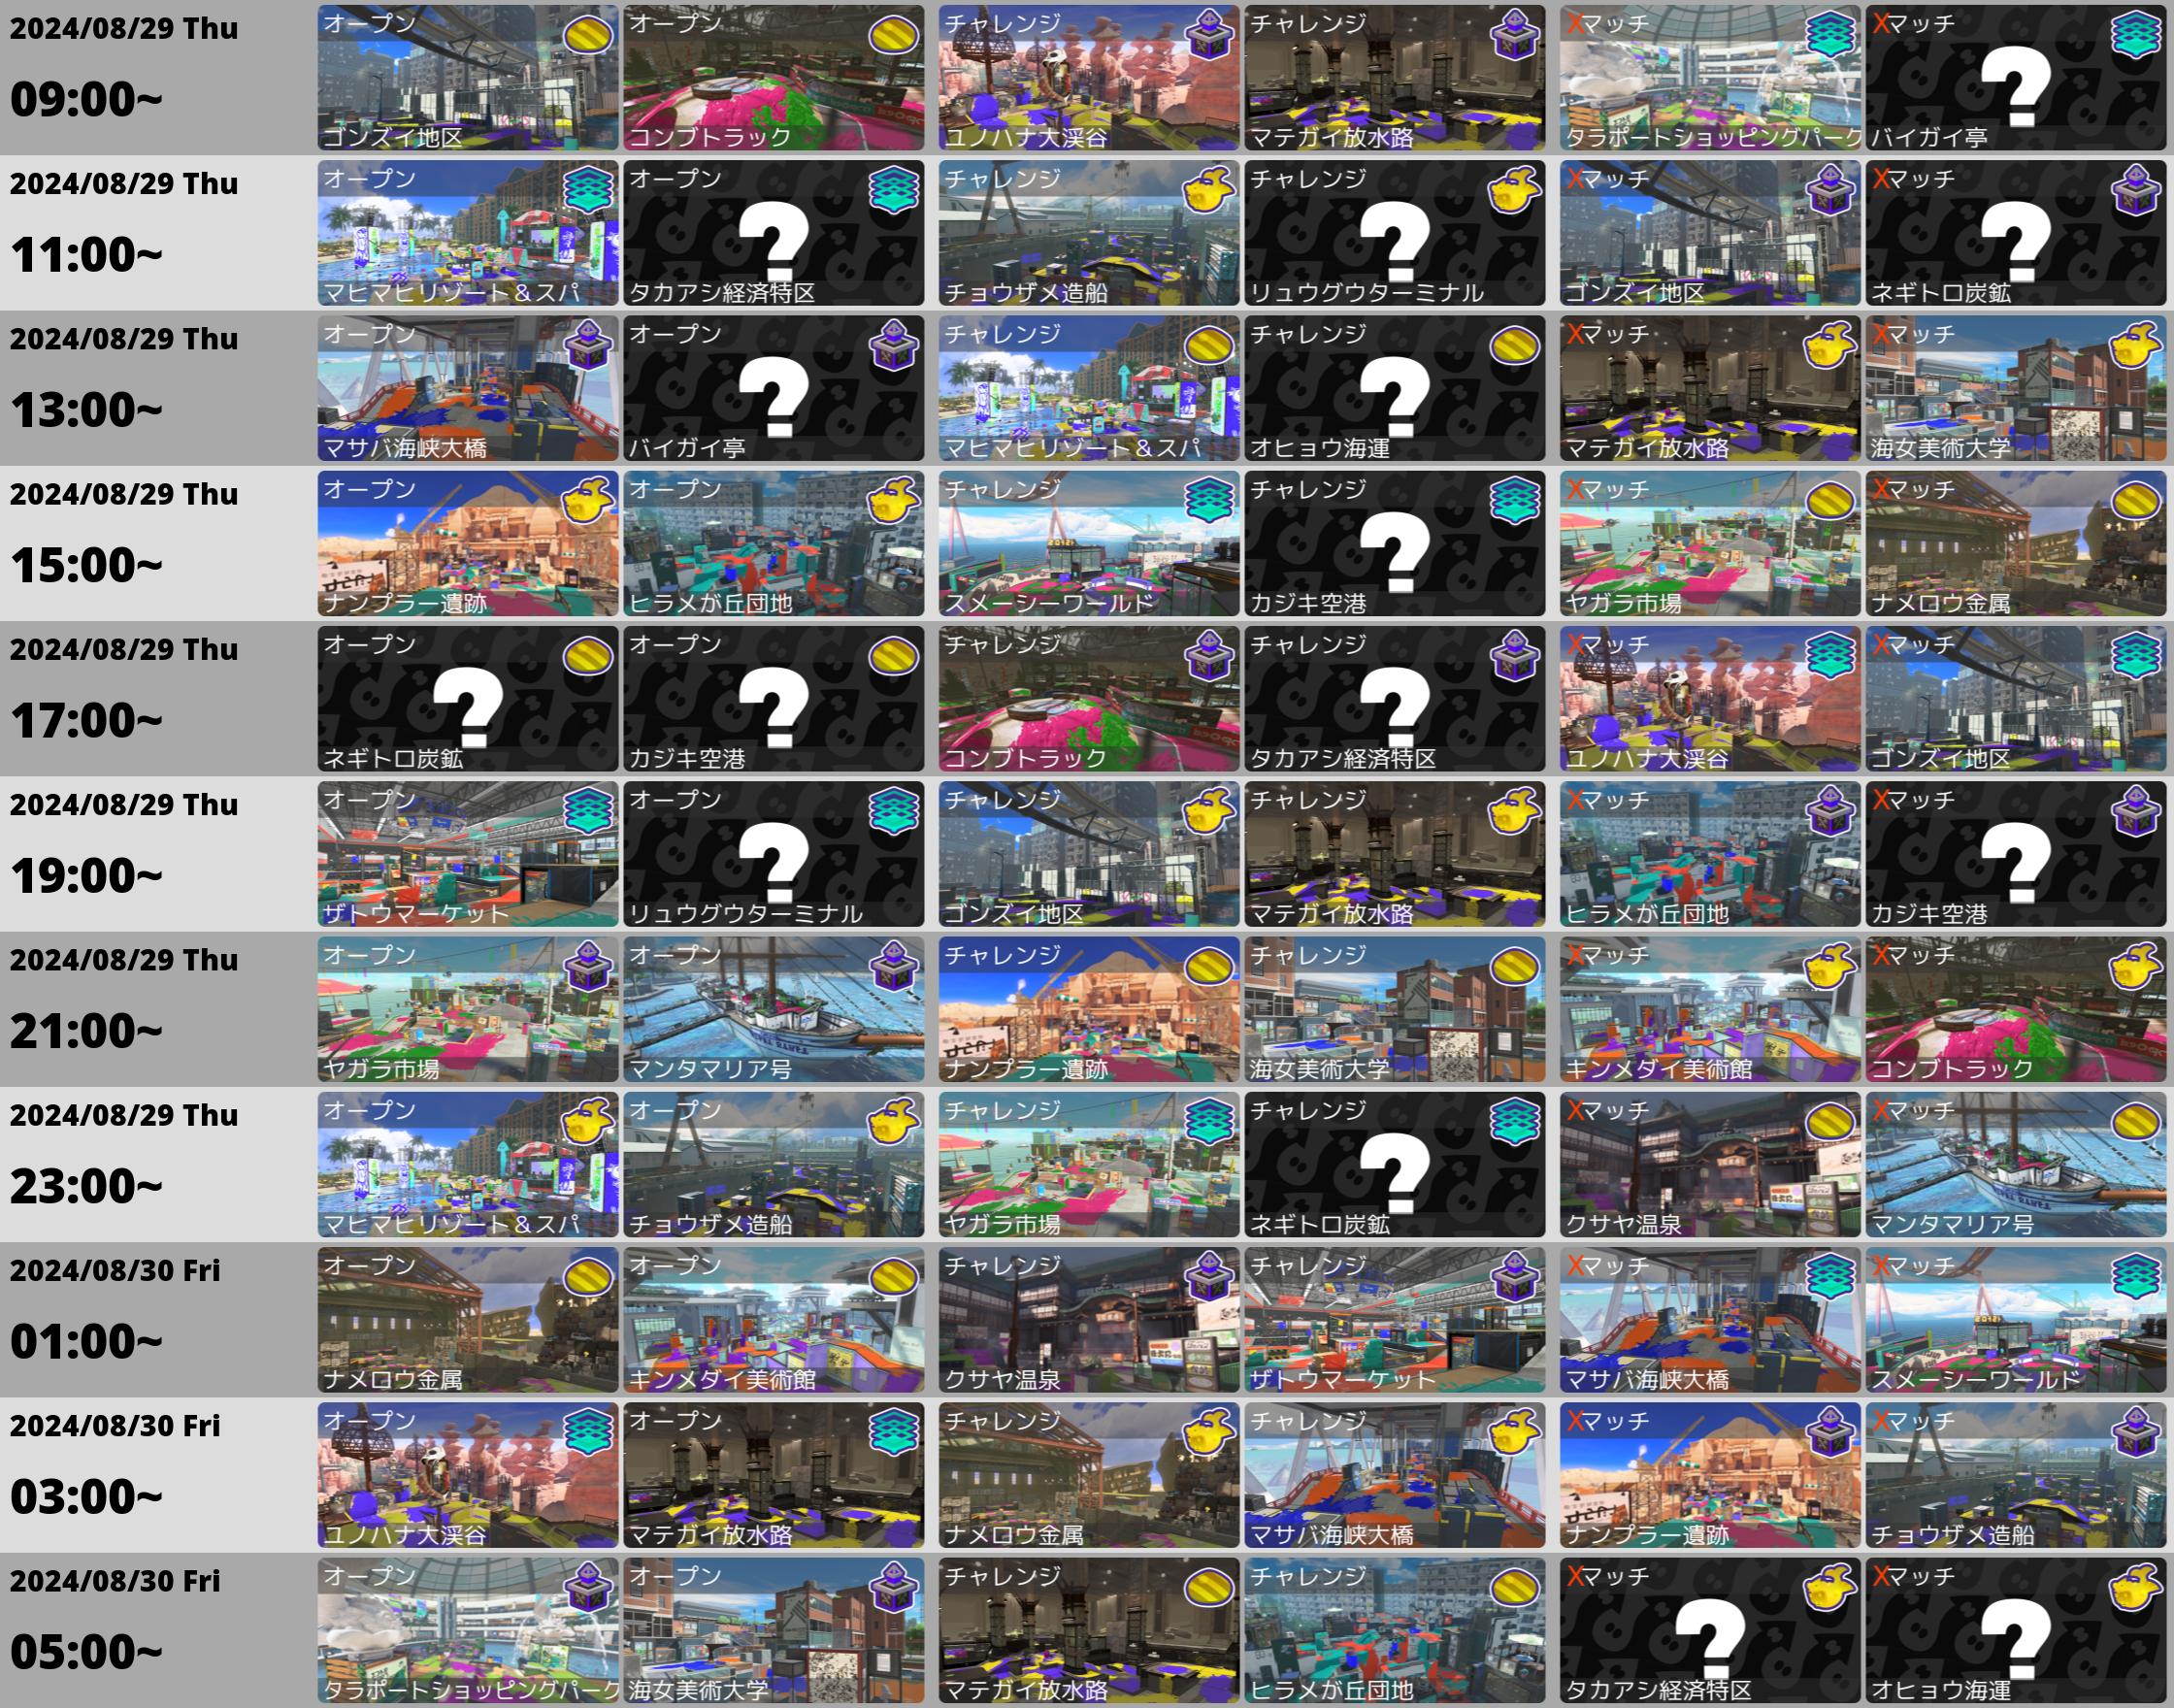 2024/08/29 Thu
09:00~
オープン
ゴンズイ地区
オープン
コンブトラック
チャレンジ
ユノハナ大渓谷
チャレンジ
マテガイ放水路
Xマッチ
タラポートショッピングパーク
Xマッチ
バイガイ亭
2024/08/29 Thu
11:00~
オープン
マヒマヒリゾート＆スパ
オープン
タカアシ経済特区
チャレンジ
チョウザメ造船
チャレンジ
リュウグウターミナル
Xマッチ
ゴンズイ地区
Xマッチ
ネギトロ炭鉱
2024/08/29 Thu
13:00~
オープン
マサバ海峡大橋
オープン
バイガイ亭
チャレンジ
マヒマヒリゾート＆スパ
チャレンジ
オヒョウ海運
Xマッチ
マテガイ放水路
Xマッチ
海女美術大学
2024/08/29 Thu
15:00~
オープン
ナンプラー遺跡
オープン
ヒラメが丘団地
チャレンジ
スメーシーワールド
チャレンジ
カジキ空港
Xマッチ
ヤガラ市場
Xマッチ
ナメロウ金属
2024/08/29 Thu
17:00~
オープン
ネギトロ炭鉱
オープン
カジキ空港
チャレンジ
コンブトラック
チャレンジ
タカアシ経済特区
Xマッチ
ユノハナ大渓谷
Xマッチ
ゴンズイ地区
2024/08/29 Thu
19:00~
オープン
ザトウマーケット
オープン
リュウグウターミナル
チャレンジ
ゴンズイ地区
チャレンジ
マテガイ放水路
Xマッチ
ヒラメが丘団地
Xマッチ
カジキ空港
2024/08/29 Thu
21:00~
オープン
ヤガラ市場
オープン
マンタマリア号
チャレンジ
ナンプラー遺跡
チャレンジ
海女美術大学
Xマッチ
キンメダイ美術館
Xマッチ
コンブトラック
2024/08/29 Thu
23:00~
オープン
マヒマヒリゾート＆スパ
オープン
チョウザメ造船
チャレンジ
ヤガラ市場
チャレンジ
ネギトロ炭鉱
Xマッチ
クサヤ温泉
Xマッチ
マンタマリア号
2024/08/30 Fri
01:00~
オープン
ナメロウ金属
オープン
キンメダイ美術館
チャレンジ
クサヤ温泉
チャレンジ
ザトウマーケット
Xマッチ
マサバ海峡大橋
Xマッチ
スメーシーワールド
2024/08/30 Fri
03:00~
オープン
ユノハナ大渓谷
オープン
マテガイ放水路
チャレンジ
ナメロウ金属
チャレンジ
マサバ海峡大橋
Xマッチ
ナンプラー遺跡
Xマッチ
チョウザメ造船
2024/08/30 Fri
05:00~
オープン
タラポートショッピングパーク
オープン
海女美術大学
チャレンジ
マテガイ放水路
チャレンジ
ヒラメが丘団地
Xマッチ
タカアシ経済特区
Xマッチ
オヒョウ海運